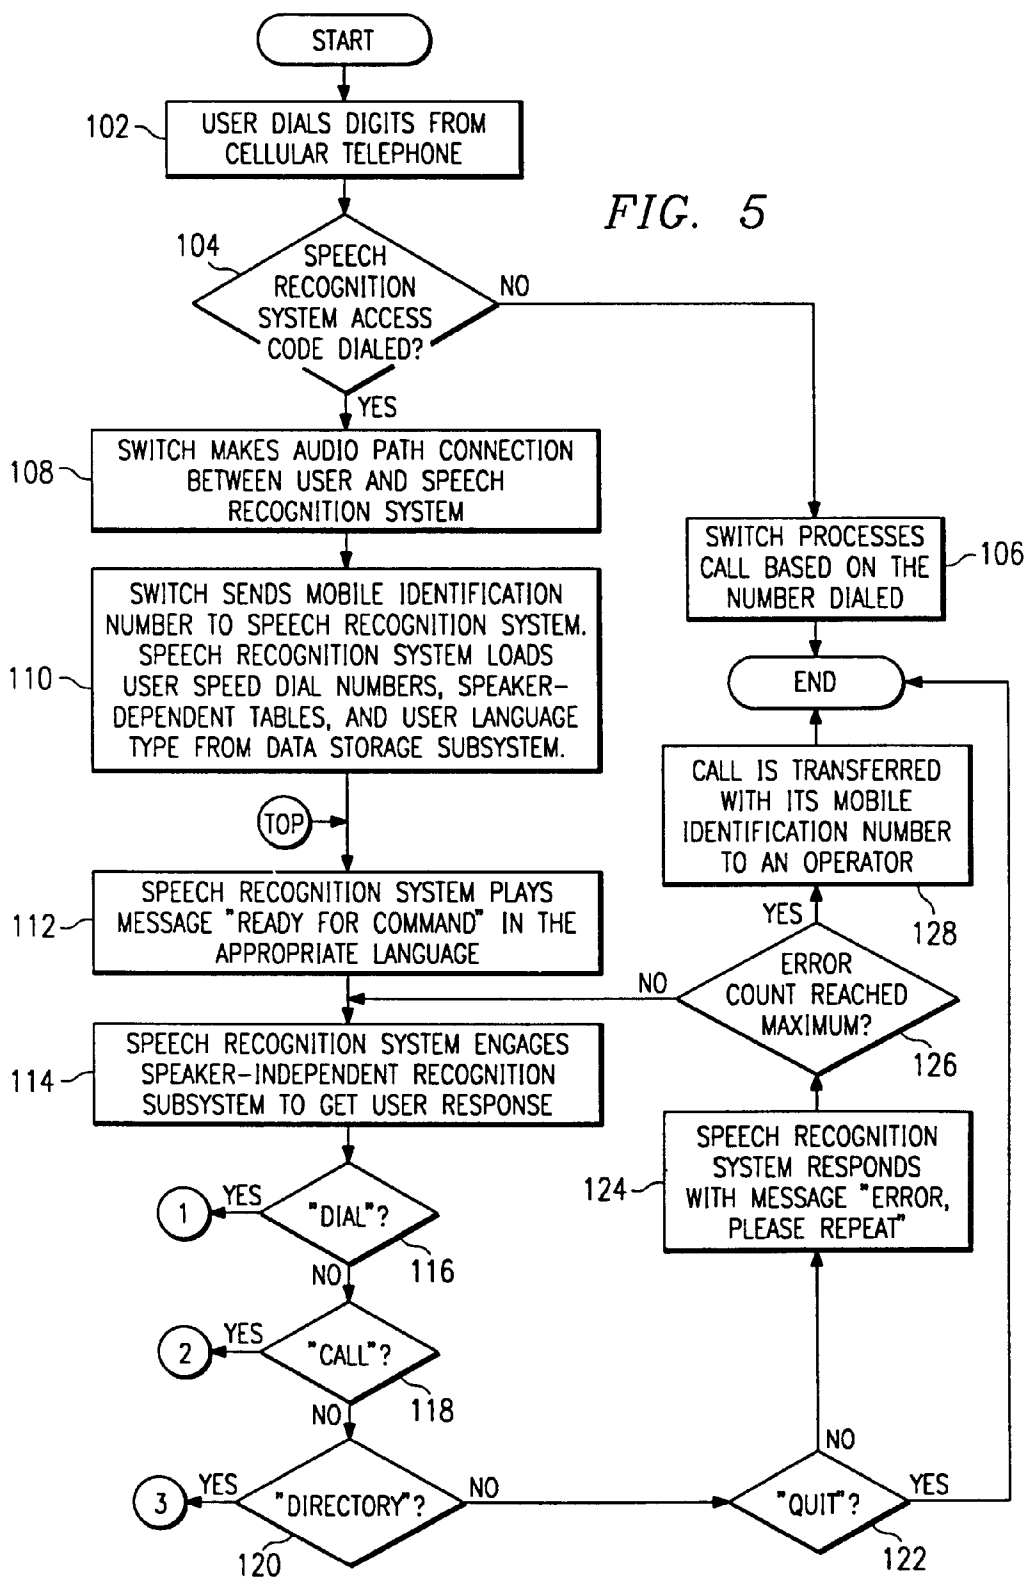 START
102
USER DIALS DIGITS FROM
CELLULAR TELEPHONE
FIG. 5
104
SPEECH
RECOGNITION
SYSTEM ACCESS
CODE DIALED?
NO
YES
108
SWITCH MAKES AUDIO PATH CONNECTION
BETWEEN USER AND SPEECH
RECOGNITION SYSTEM
SWITCH PROCESSES
CALL BASED ON THE
NUMBER DIALED
106
110
SWITCH SENDS MOBILE IDENTIFICATION
NUMBER TO SPEECH RECOGNITION SYSTEM.
SPEECH RECOGNITION SYSTEM LOADS
USER SPEED DIAL NUMBERS, SPEAKER-
DEPENDENT TABLES, AND USER LANGUAGE
TYPE FROM DATA STORAGE SUBSYSTEM.
END
TOP
CALL IS TRANSFERRED
WITH ITS MOBILE
IDENTIFICATION NUMBER
TO AN OPERATOR
128
112
SPEECH RECOGNITION SYSTEM PLAYS
MESSAGE "READY FOR COMMAND" IN THE
APPROPRIATE LANGUAGE
YES
NO
ERROR
COUNT REACHED
MAXIMUM?
126
114
SPEECH RECOGNITION SYSTEM ENGAGES
SPEAKER-INDEPENDENT RECOGNITION
SUBSYSTEM TO GET USER RESPONSE
124
SPEECH RECOGNITION
SYSTEM RESPONDS
WITH MESSAGE "ERROR,
PLEASE REPEAT"
1
YES
"DIAL"?
116
NO
2
YES
"CALL"?
118
NO
3
YES
"DIRECTORY"?
120
NO
NO
"QUIT"?
YES
122